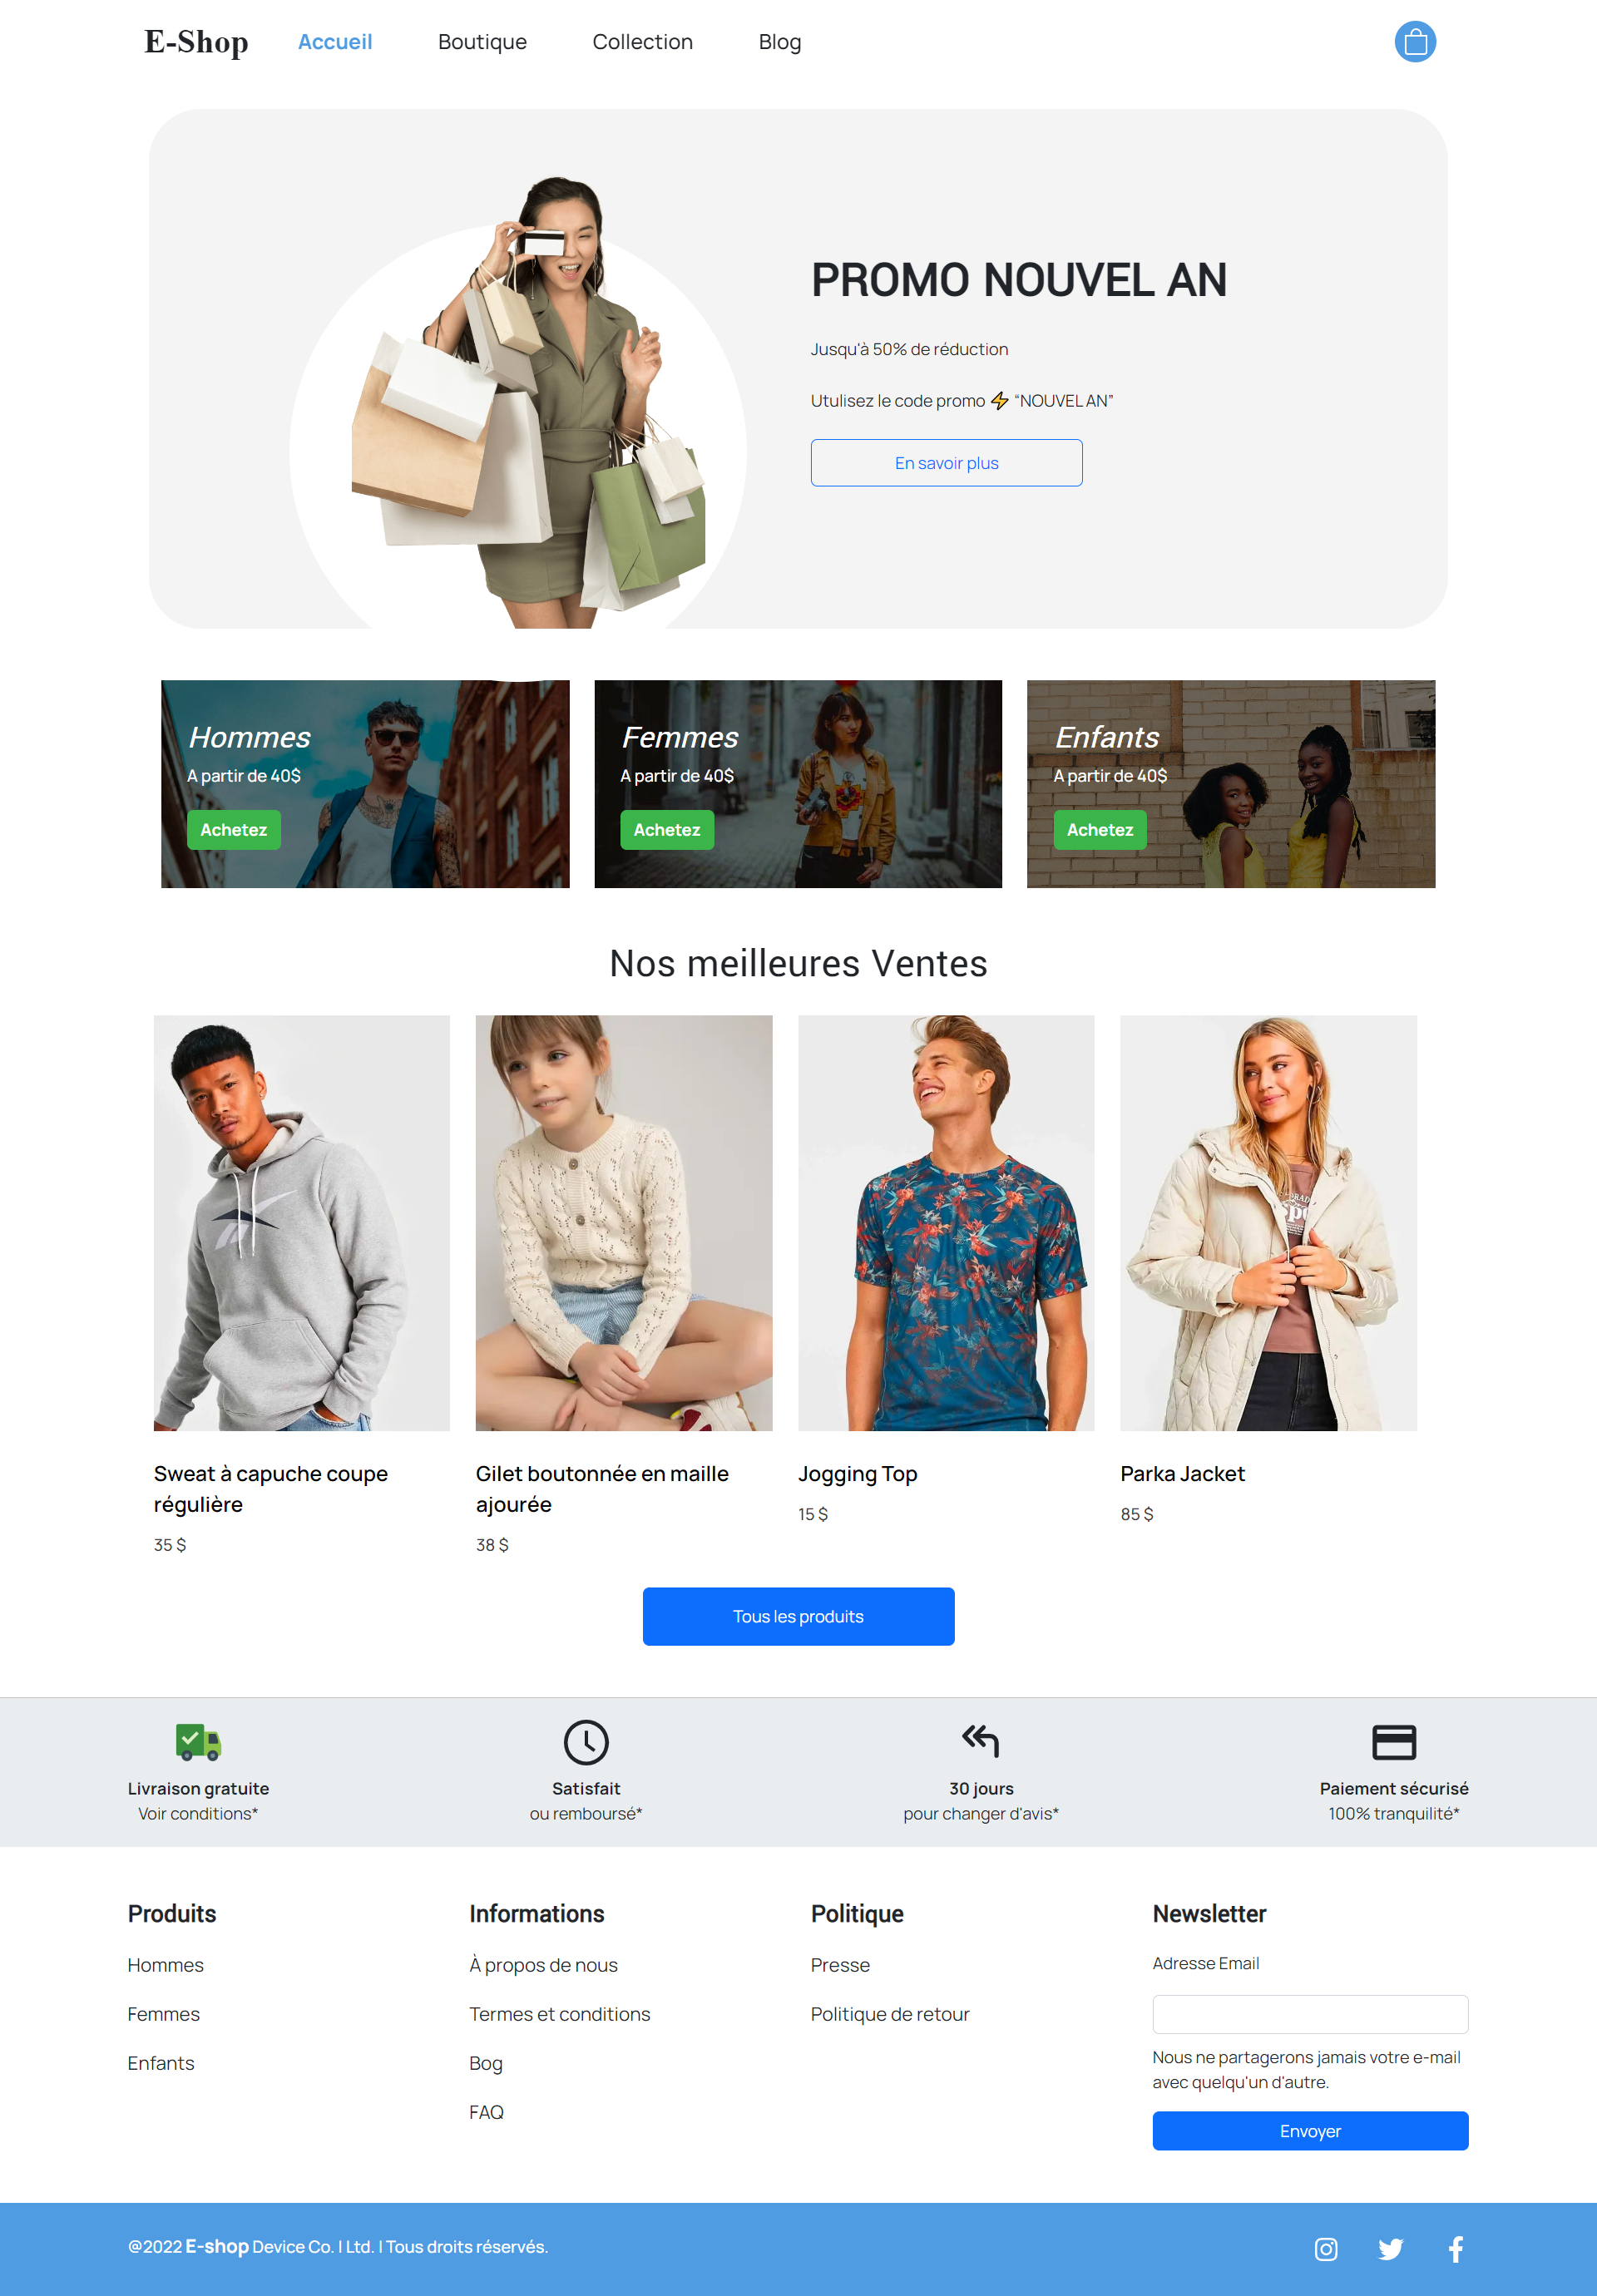 E-Shop
Accueil
Boutique
Collection
Blog
PROMO NOUVEL AN
Jusqu'à 50% de réduction
Utulisez le code promo ⚡ “NOUVEL AN”
En savoir plus
Hommes
A partir de 40$
Achetez
Femmes
A partir de 40$
Achetez
Enfants
A partir de 40$
Achetez
Nos meilleures Ventes
Sweat à capuche coupe
régulière
35 $
Gilet boutonnée en maille
ajourée
38 $
Jogging Top
15 $
Parka Jacket
85 $
Tous les produits
Livraison gratuite
Voir conditions*
Satisfait
ou remboursé*
30 jours
pour changer d'avis*
Paiement sécurisé
100% tranquilité*
Produits
Hommes
Femmes
Enfants
Informations
À propos de nous
Termes et conditions
Bog
FAQ
Politique
Presse
Politique de retour
Newsletter
Adresse Email
Nous ne partagerons jamais votre e-mail
avec quelqu'un d'autre.
Envoyer
@2022 E-shop Device Co. | Ltd. | Tous droits réservés.